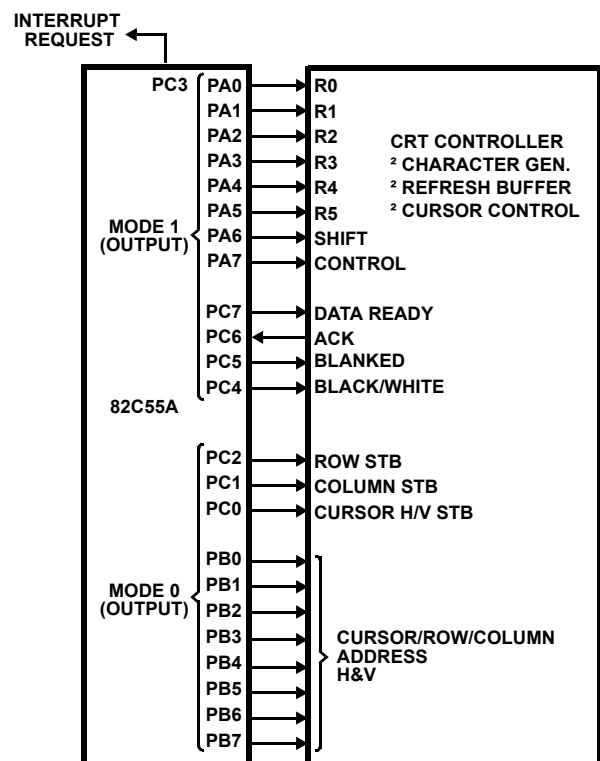 INTERRUPT
REQUEST
PC3 PA0 R0
PA1 R1
PA2 R2
PA3 R3
PA4 R4
PA5 R5
PA6 SHIFT
PA7 CONTROL
CRT CONTROLLER
² CHARACTER GEN.
² REFRESH BUFFER
² CURSOR CONTROL
MODE 1
(OUTPUT)
PC7 DATA READY
PC6 ACK
PC5 BLANKED
PC4 BLACK/WHITE
82C55A
PC2 ROW STB
PC1 COLUMN STB
PC0 CURSOR H/V STB
MODE 0
(OUTPUT)
PB0
PB1
PB2
PB3
PB4
PB5
PB6
PB7
CURSOR/ROW/COLUMN
ADDRESS
H&V